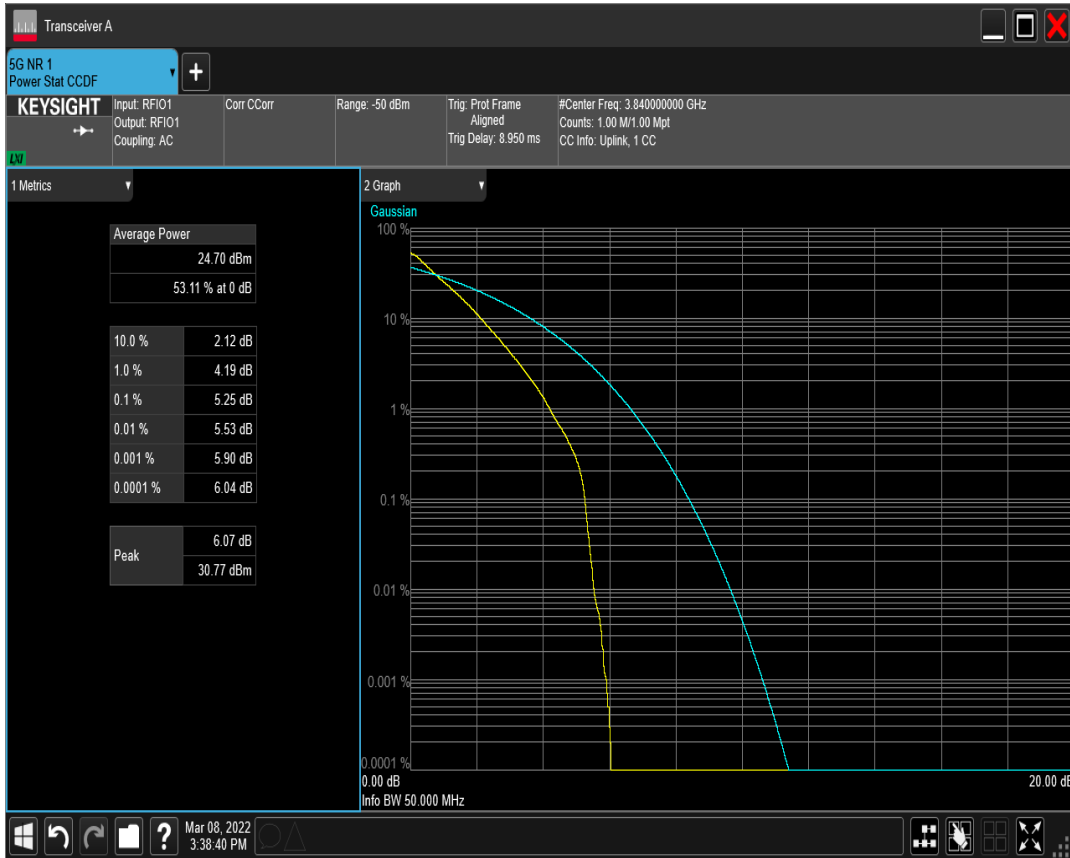 Transceiver A
5G NR 1
Power Stat CCDF
+
KEYSIGHT
LXI
Input: RFIO1
Output: RFIO1
Coupling: AC
Corr CCorr
Range: -50 dBm
Trig: Prot Frame
Aligned
Trig Delay: 8.950 ms
#Center Freq: 3.840000000 GHz
Counts: 1.00 M/1.00 Mpt
CC Info: Uplink, 1 CC
1 Metrics
Average Power
24.70 dBm
53.11 % at 0 dB
10.0 % 2.12 dB
1.0 % 4.19 dB
0.1 % 5.25 dB
0.01 % 5.53 dB
0.001 % 5.90 dB
0.0001 % 6.04 dB
Peak
6.07 dB
30.77 dBm
2 Graph
Gaussian
100 %
10 %
1 %
0.1 %
0.01 %
0.001 %
0.0001 %
0.00 dB 20.00 dB
Info BW 50.000 MHz
?
Mar 08, 2022
3:38:40 PM